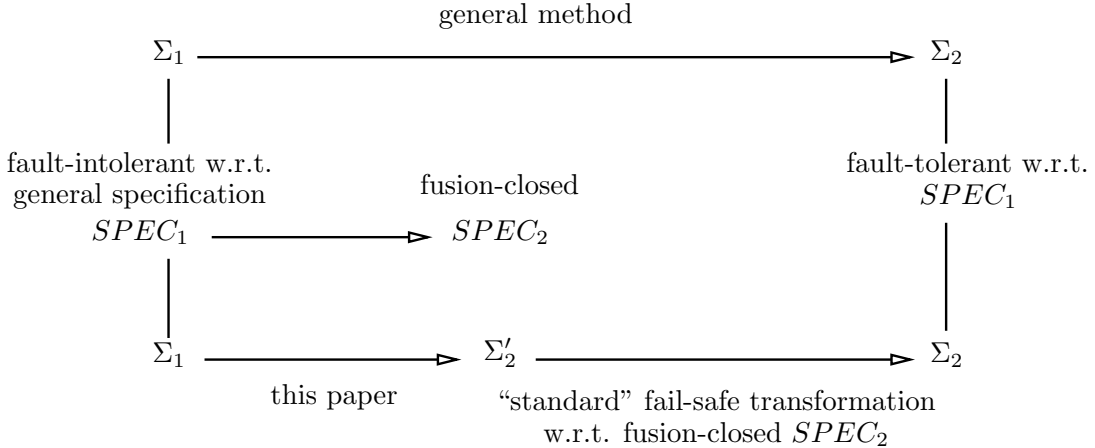 general method
Σ₁ Σ₂
fault-intolerant w.r.t.
general specification
SPEC₁
fusion-closed
SPEC₂
fault-tolerant w.r.t.
SPEC₁
Σ₁ Σ′₂ Σ₂
this paper
“standard” fail-safe transformation
w.r.t. fusion-closed SPEC₂